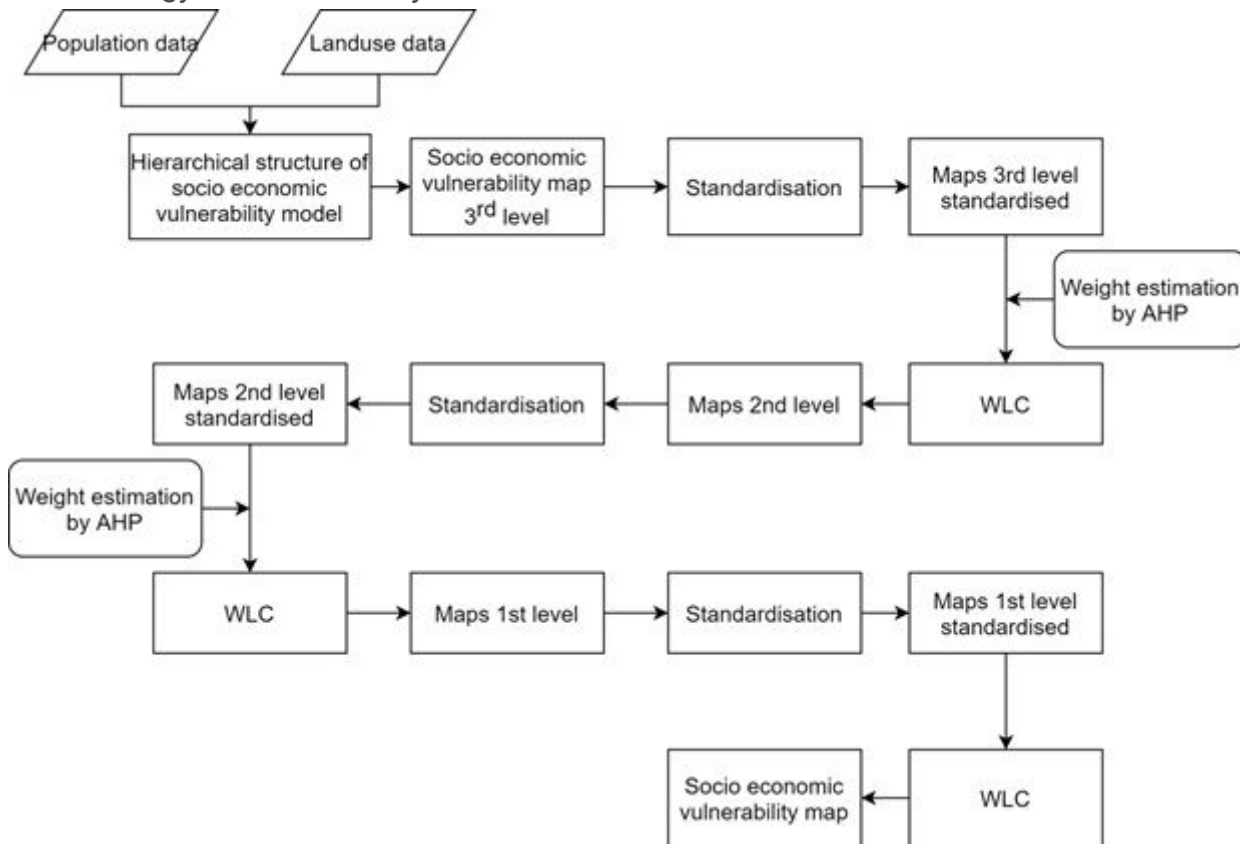 Population data
Landuse data
Hierarchical structure of
socio economic
vulnerability model
Socio economic
vulnerability map
3rd level
Standardisation
Maps 3rd level
standardised
Weight estimation
by AHP
Maps 2nd level
standardised
Standardisation
Maps 2nd level
WLC
Weight estimation
by AHP
WLC
Maps 1st level
Standardisation
Maps 1st level
standardised
Socio economic
vulnerability map
WLC